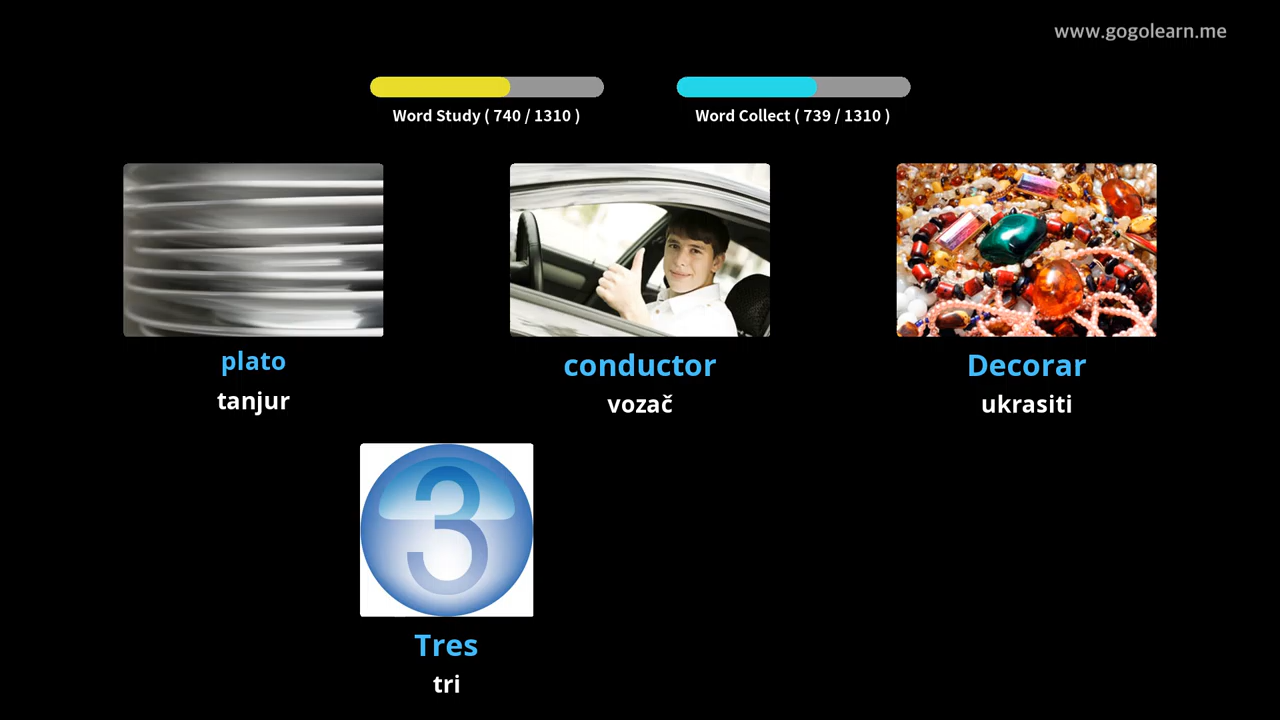 www.gogolearn.me
Word Study ( 740 / 1310 )
Word Collect ( 739 / 1310 )
plato
tanjur
conductor
vozač
Decorar
ukrasiti
3
Tres
tri